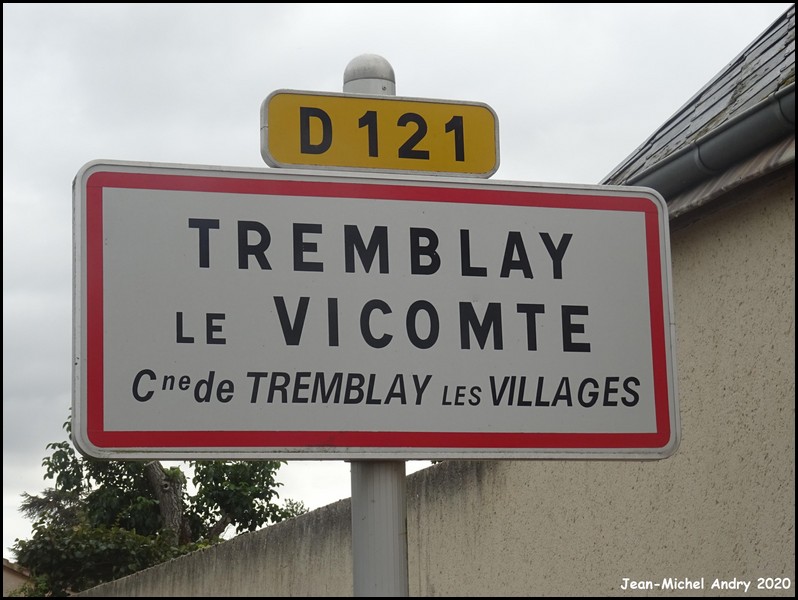 D 121
TREMBLAY
LE VICOMTE
Cne de TREMBLAY LES VILLAGES
Jean-Michel Andry 2020